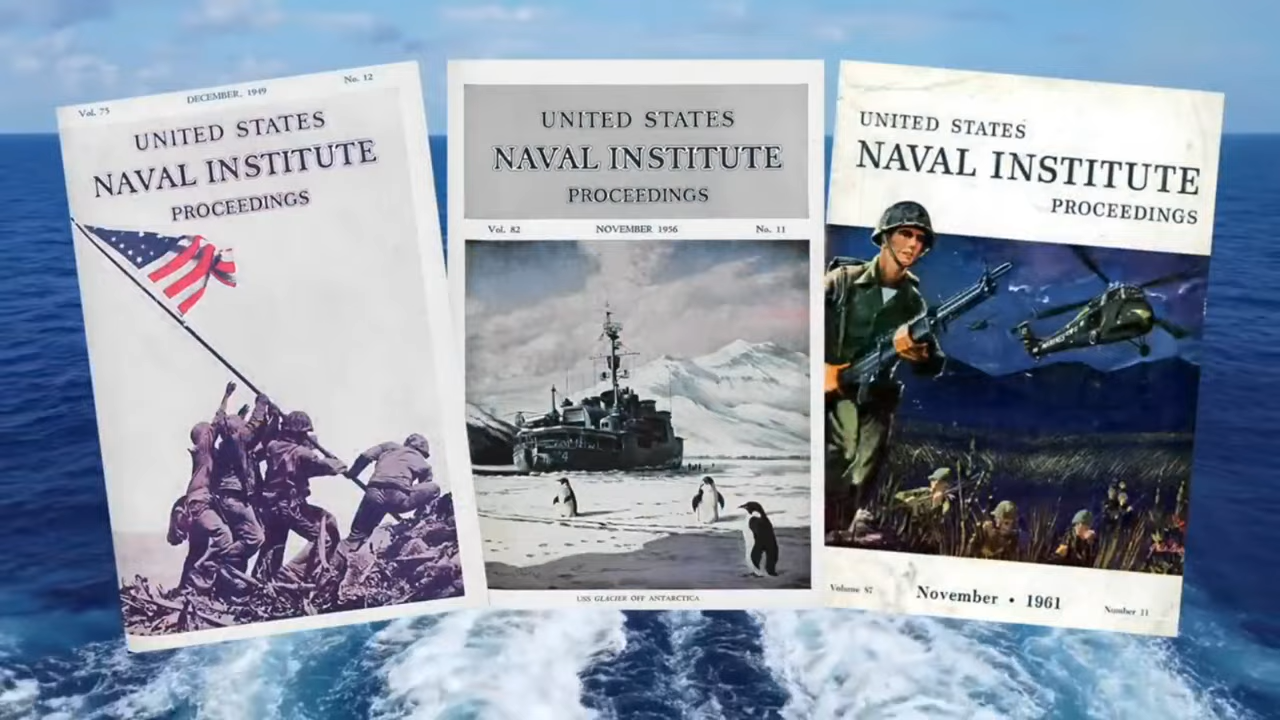 Vol. 75
DECEMBER, 1949
No. 12
UNITED STATES
NAVAL INSTITUTE
PROCEEDINGS
UNITED STATES
NAVAL INSTITUTE
PROCEEDINGS
Vol. 82
NOVEMBER 1956
No. 11
USS GLACIER OFF ANTARCTICA
UNITED STATES
NAVAL INSTITUTE
PROCEEDINGS
MARINES
Volume 87
November • 1961
Number 11